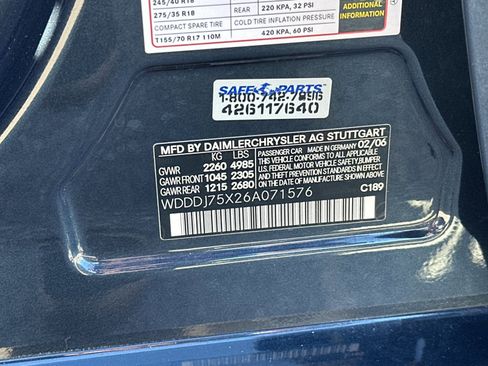 245/40 R18
275/35 R18 220 KPA, 32 PSI
COMPACT SPARE TIRE COLD TIRE INFLATION PRESSURE
T155/70 R17 110M 420 KPA, 60 PSI
ADDITIONAL
INFORMATION
SAFE PARTS
426117640
MFD BY DAIMLERCHRYSLER AG STUTTGART
PASSENGER CAR MADE IN GERMANY 02/06
KG LBS
GVWR 2260 4985
GAWR FRONT 1045 2305
GAWR REAR 1215 2680
THIS VEHICLE CONFORMS TO ALL APPLICABLE
U.S. FEDERAL MOTOR VEHICLE SAFETY, BUMPER,
AND THEFT PREVENTION STANDARDS IN EFFECT
ON THE DATE OF MANUFACTURE SHOWN ABOVE.
WDDDJ75X26A071576
C189